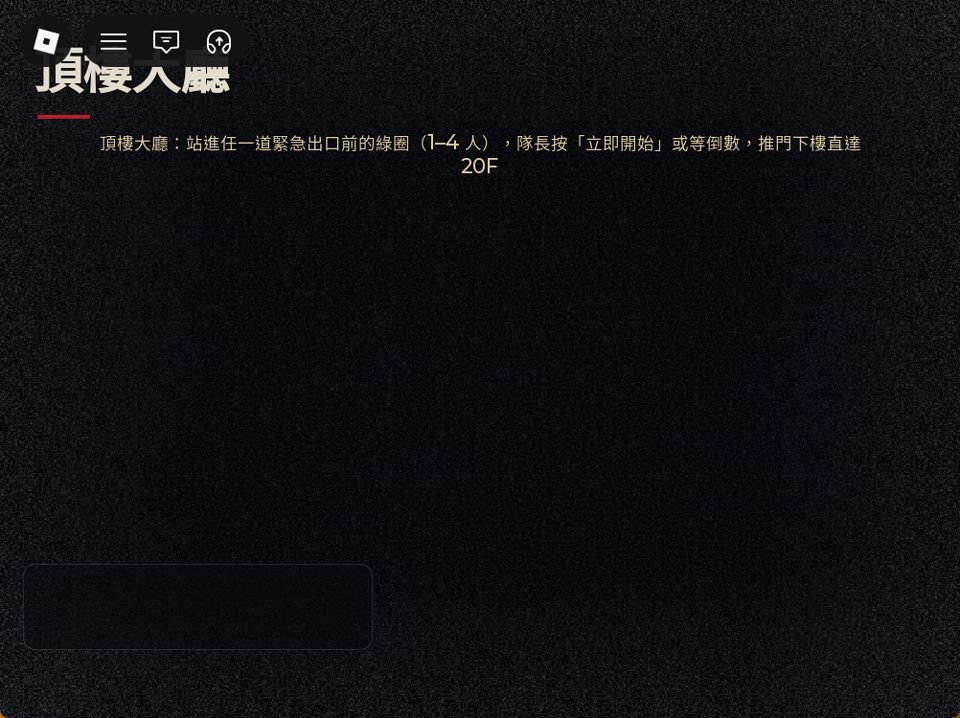 頂樓大廳
頂樓大廳：站進任一道緊急出口前的綠圈（1–4 人），隊長按「立即開始」或等倒數，推門下樓直達
20F